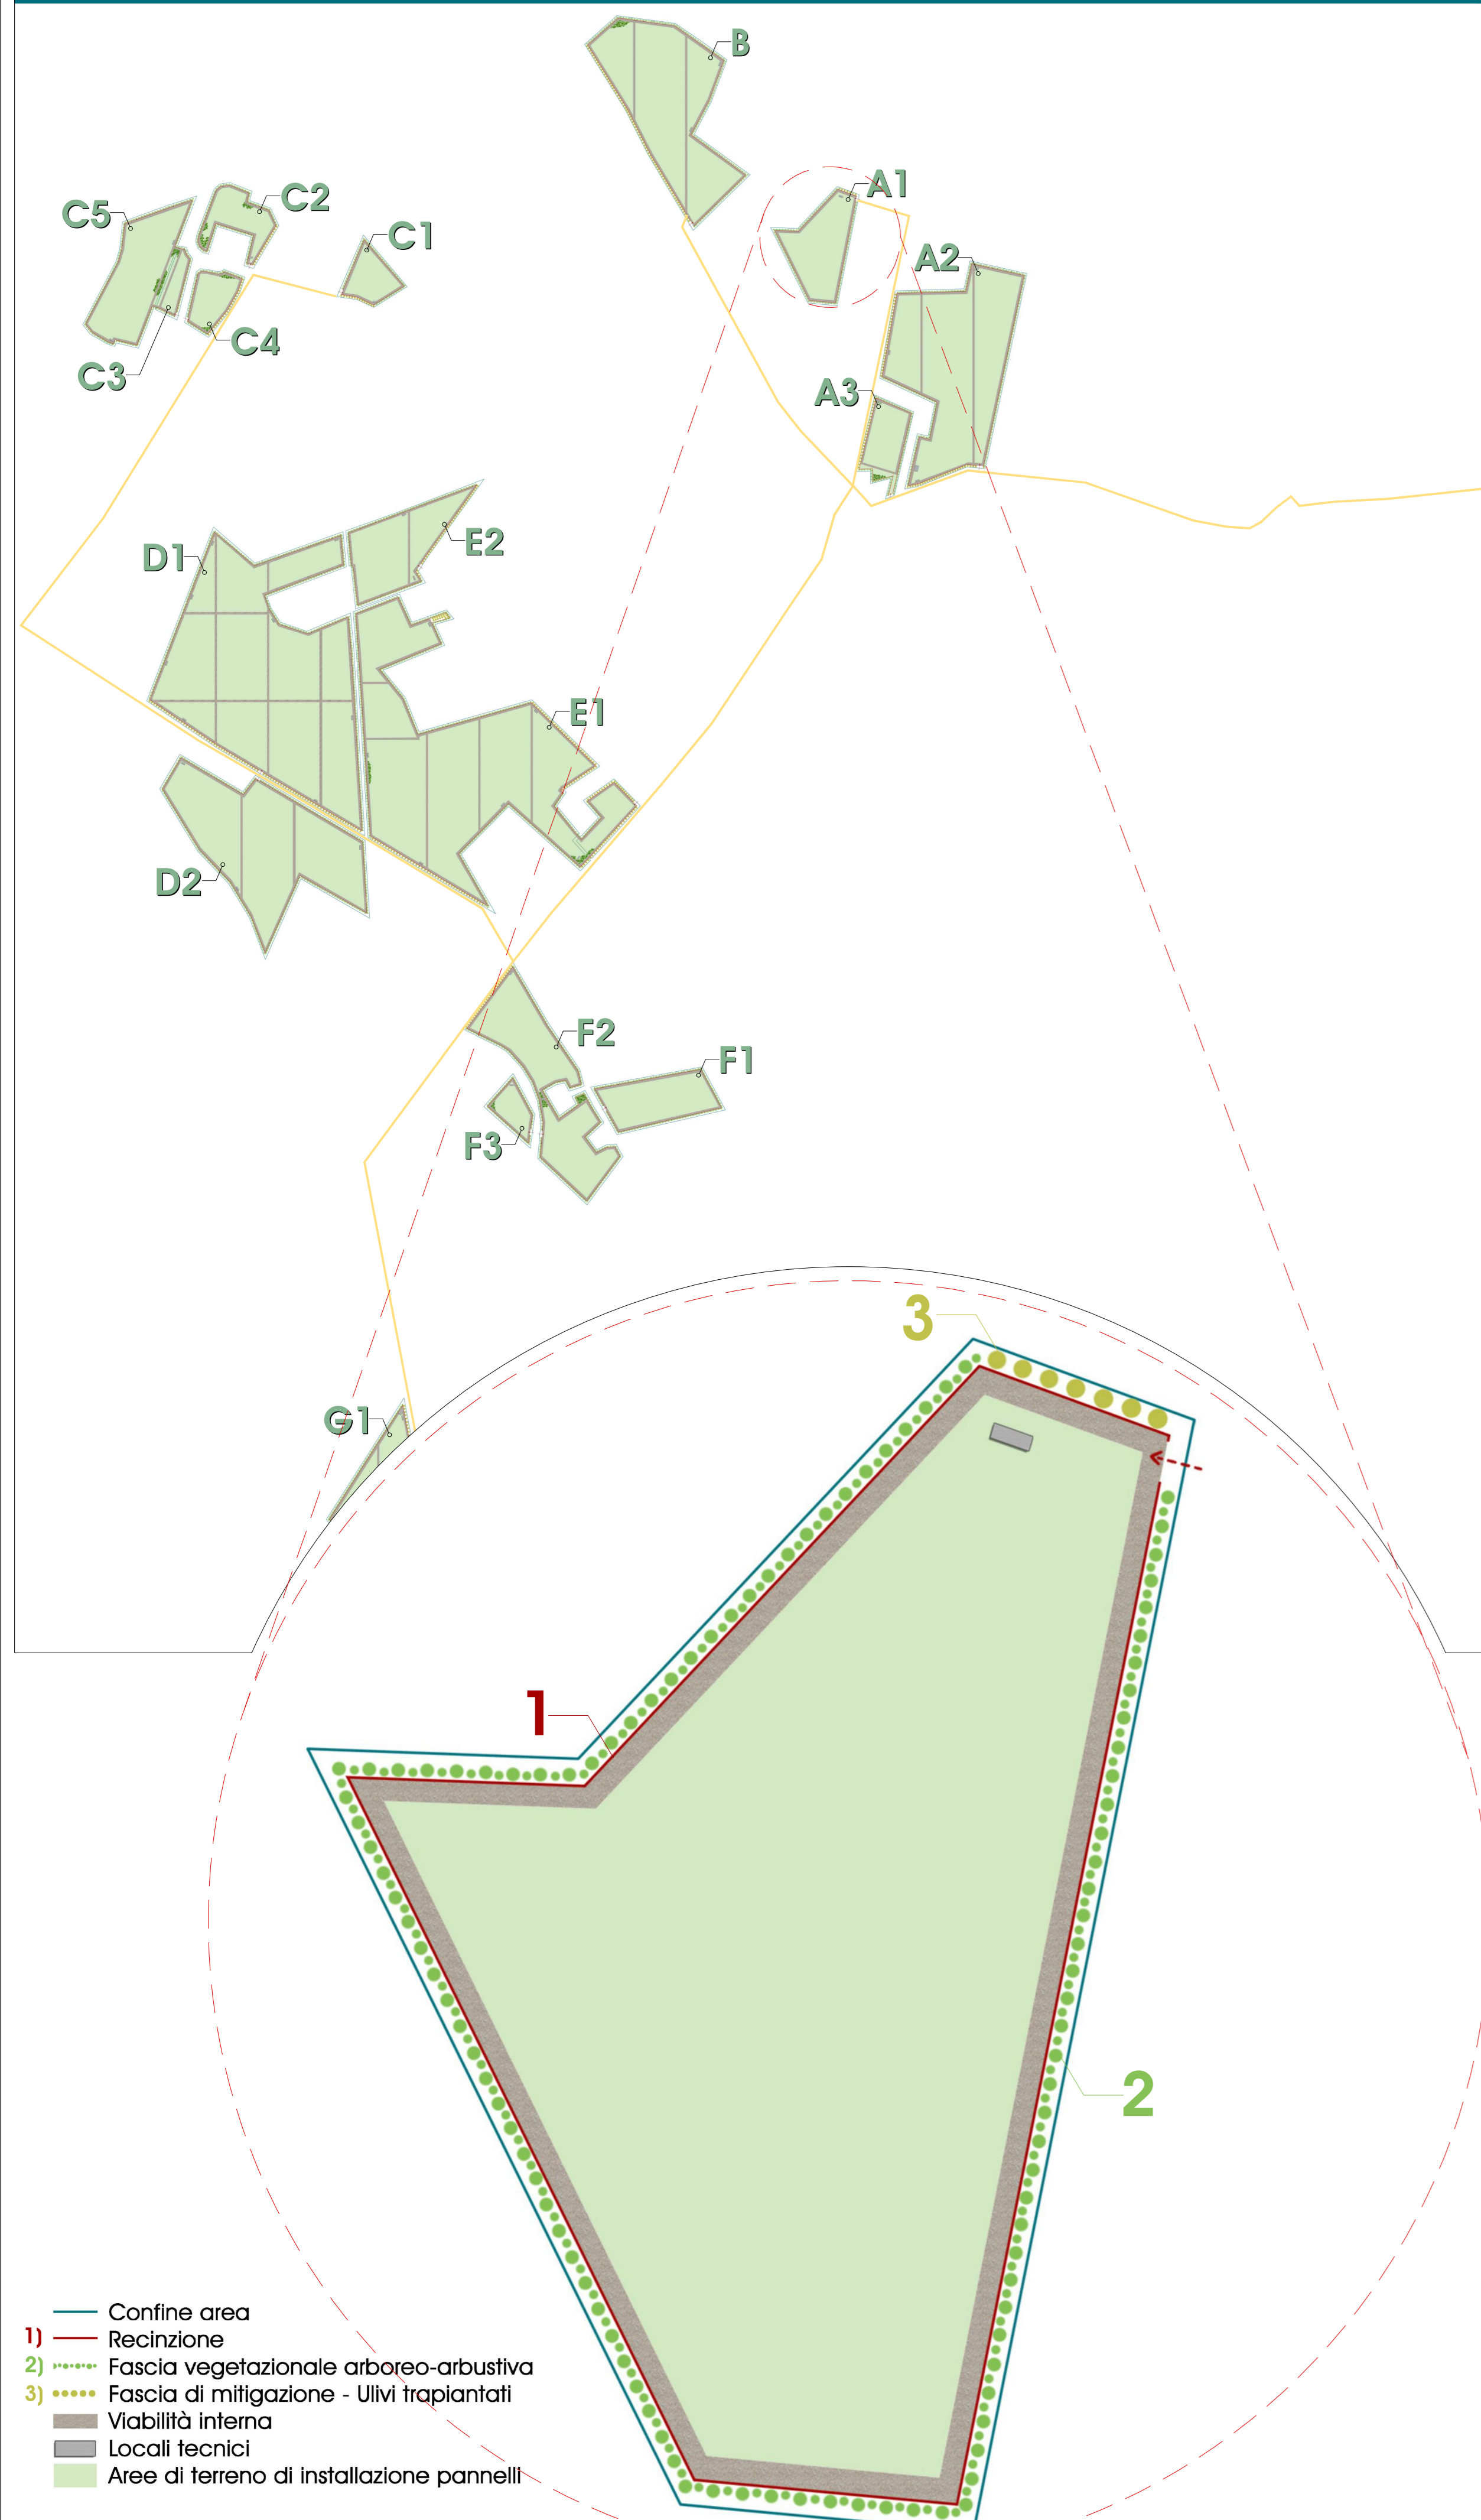 B
A1
C2
C5
C1
A2
C4
C3
A3
E2
D1
E1
D2
F2
F1
F3
3
G1
1
2
Confine area
1) Recinzione
2) Fascia vegetazionale arboreo-arbustiva
3) Fascia di mitigazione - Ulivi trapiantati
Viabilità interna
Locali tecnici
Aree di terreno di installazione pannelli